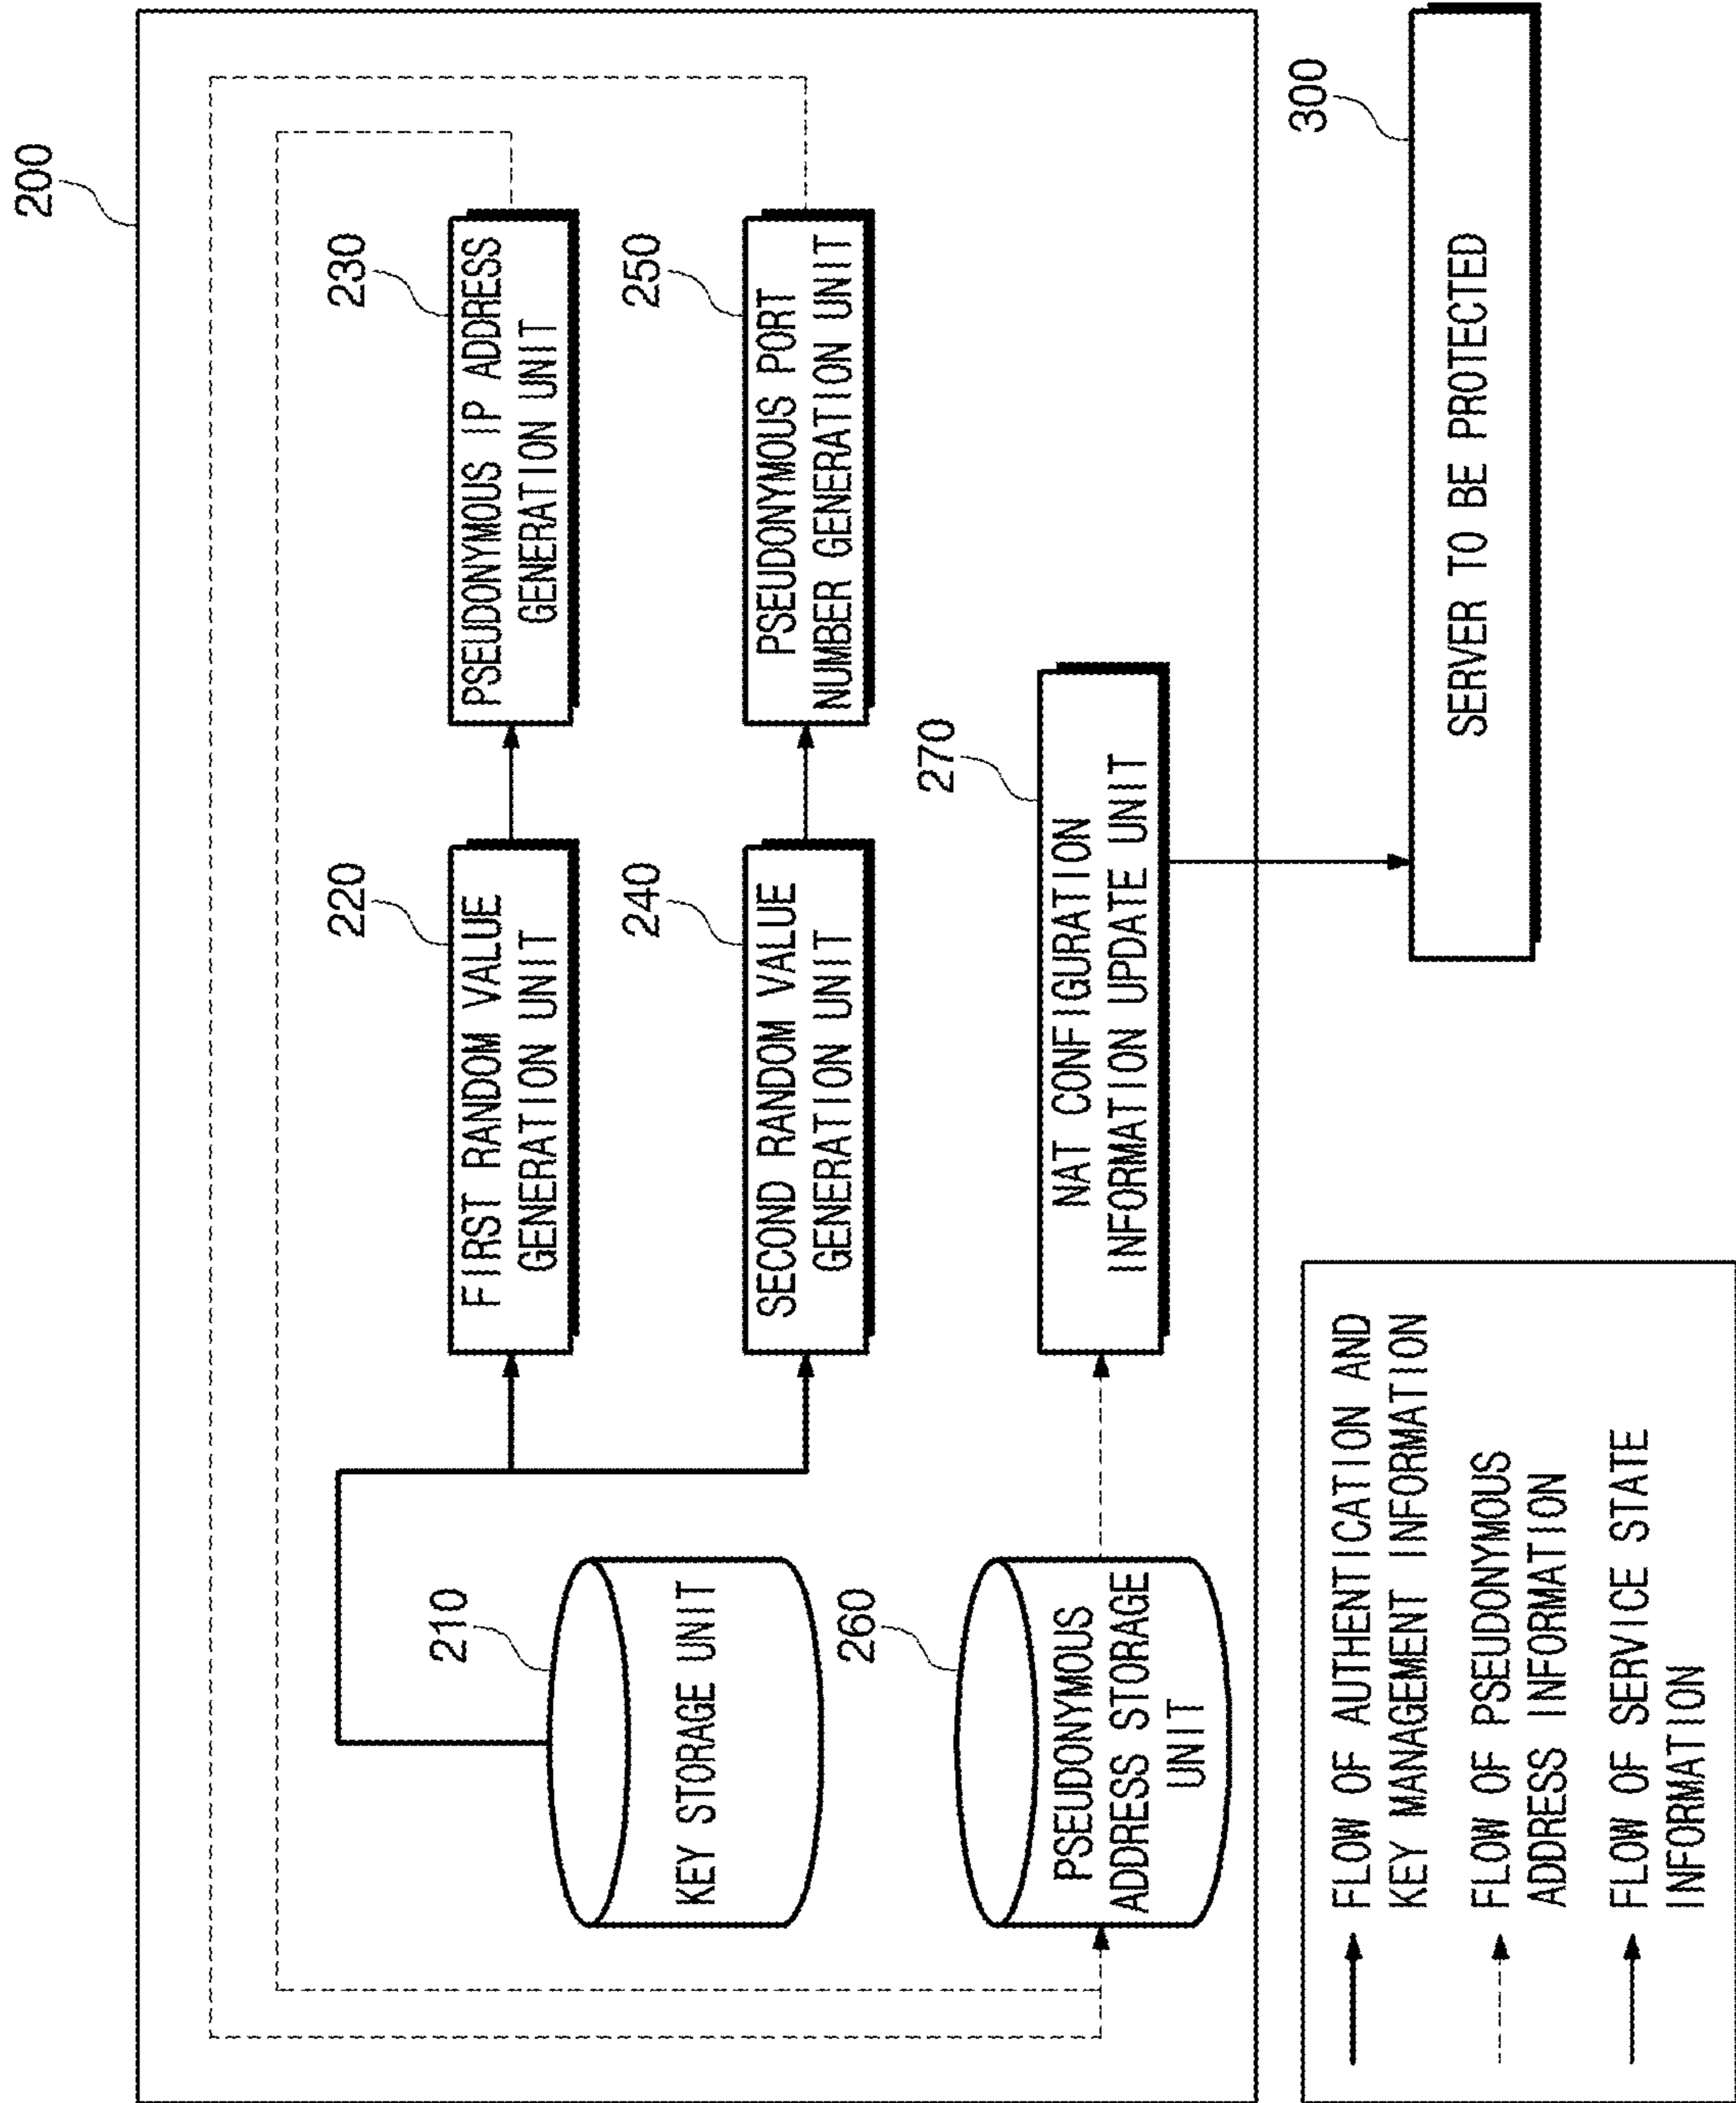 200
220
FIRST RANDOM VALUE
GENERATION UNIT
230
PSEUDONYMOUS IP ADDRESS
GENERATION UNIT
210
KEY STORAGE UNIT
240
SECOND RANDOM VALUE
GENERATION UNIT
250
PSEUDONYMOUS PORT
NUMBER GENERATION UNIT
260
PSEUDONYMOUS
ADDRESS STORAGE
UNIT
270
NAT CONFIGURATION
INFORMATION UPDATE UNIT
300
SERVER TO BE PROTECTED
FLOW OF AUTHENTICATION AND
KEY MANAGEMENT INFORMATION
FLOW OF PSEUDONYMOUS
ADDRESS INFORMATION
FLOW OF SERVICE STATE
INFORMATION